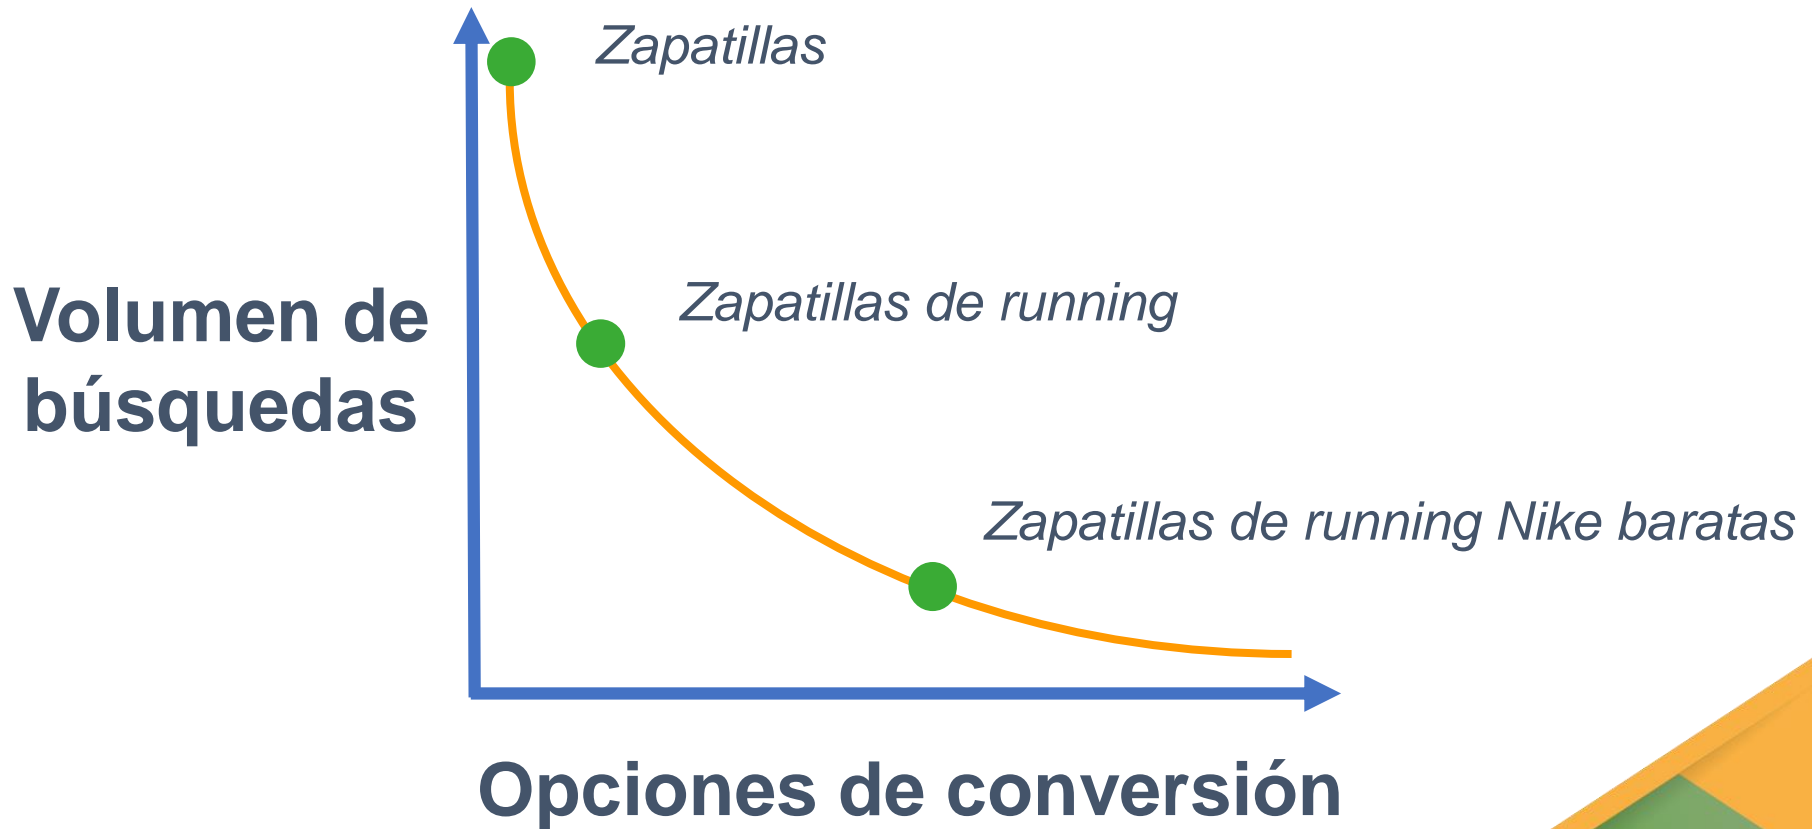 Zapatillas
Zapatillas de running
Volumen de
búsquedas
Zapatillas de running Nike baratas
Opciones de conversión